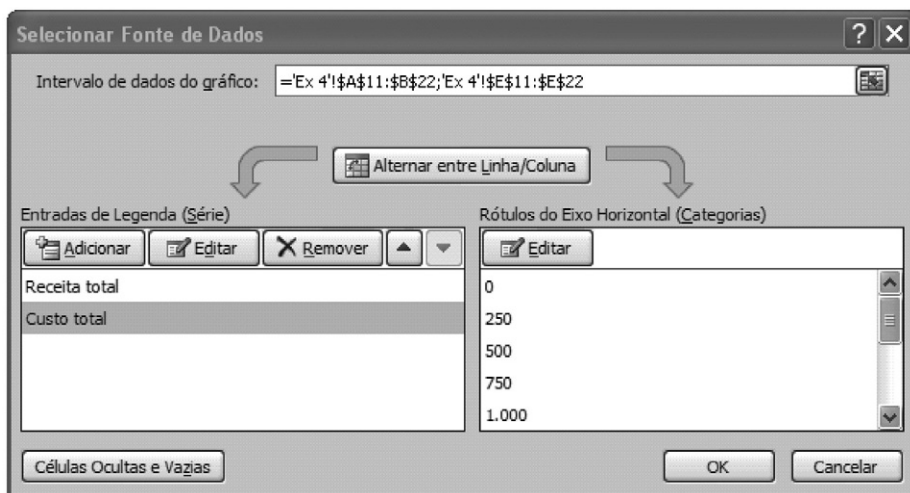 Selecionar Fonte de Dados
Intervalo de dados do gráfico: ='Ex 4'!$A$11:$B$22;'Ex 4'!$E$11:$E$22
Alternar entre Linha/Coluna
Entradas de Legenda (Série)
Adicionar Editar Remover
Receita total
Custo total
Rótulos do Eixo Horizontal (Categorias)
Editar
0
250
500
750
1.000
Células Ocultas e Vazias
OK Cancelar